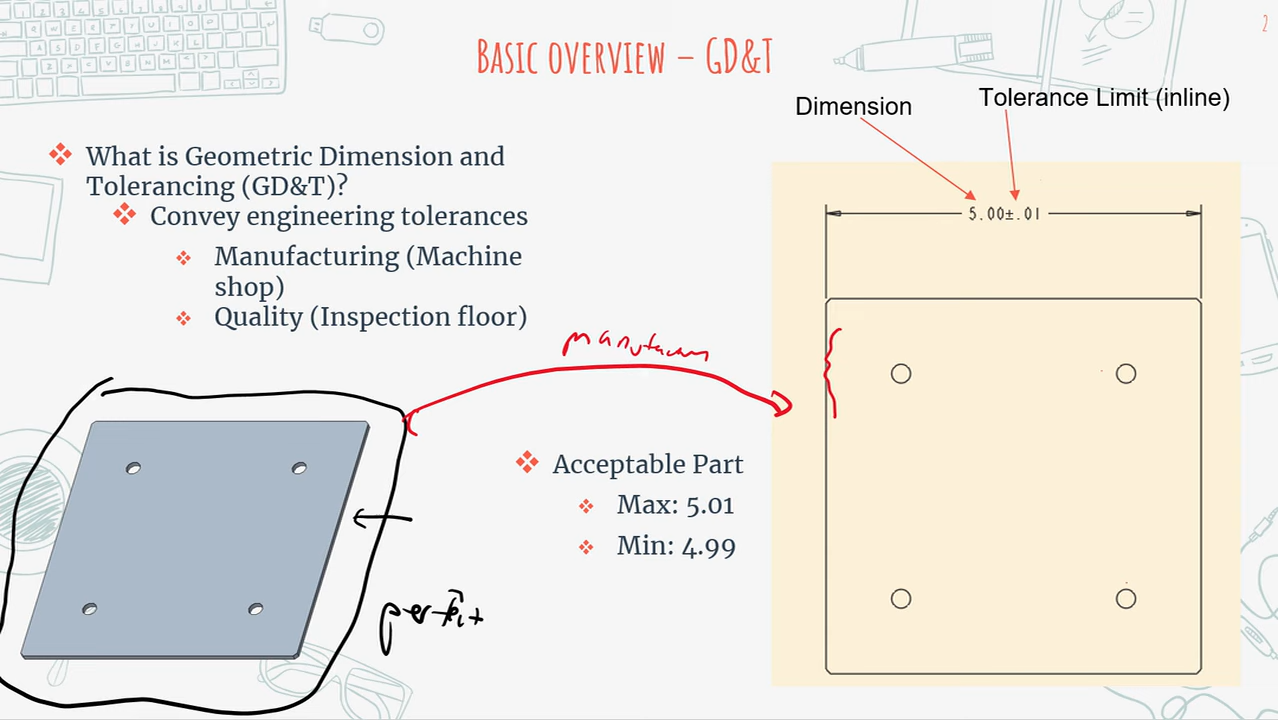 2
BASIC OVERVIEW – GD&T
Dimension
Tolerance Limit (inline)
❖ What is Geometric Dimension and
Tolerancing (GD&T)?
❖ Convey engineering tolerances
❖ Manufacturing (Machine
shop)
❖ Quality (Inspection floor)
5.00±.01
❖ Acceptable Part
❖ Max: 5.01
❖ Min: 4.99